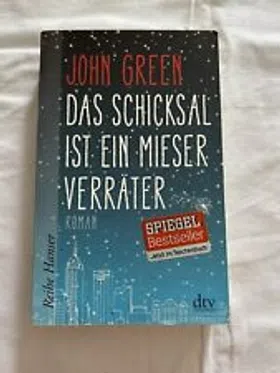 JOHN GREEN
DAS SCHICKSAL
IST EIN MIESER
VERRÄTER
ROMAN
SPIEGEL
Bestseller
Jetzt im Taschenbuch
Reihe Hanser
dtv